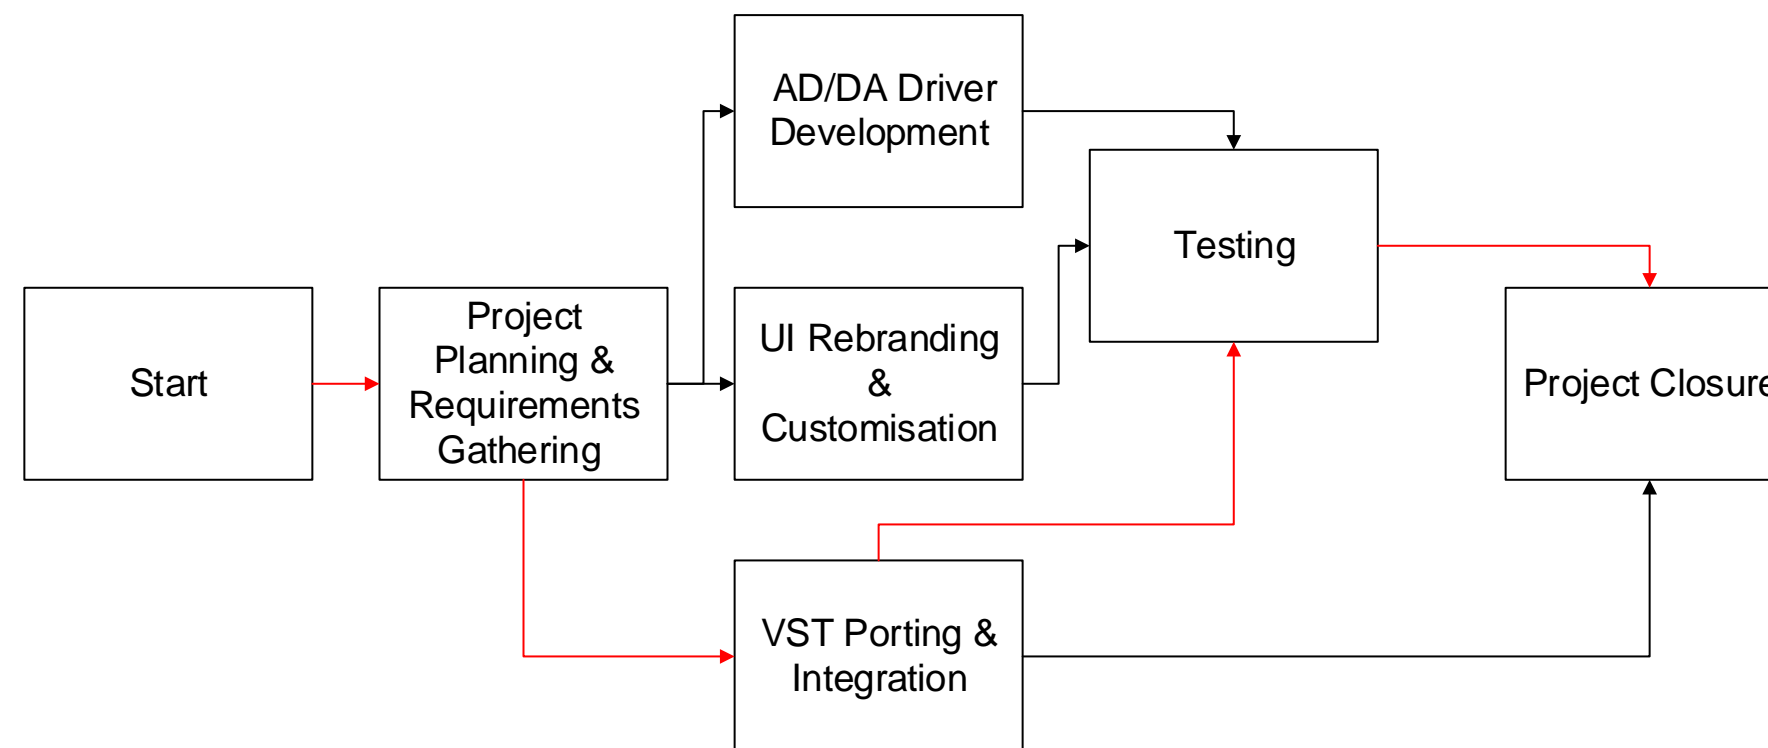 AD/DA Driver
Development
Testing
Start
Project
Planning &
Requirements
Gathering
UI Rebranding
&
Customisation
Project Closure
VST Porting &
Integration